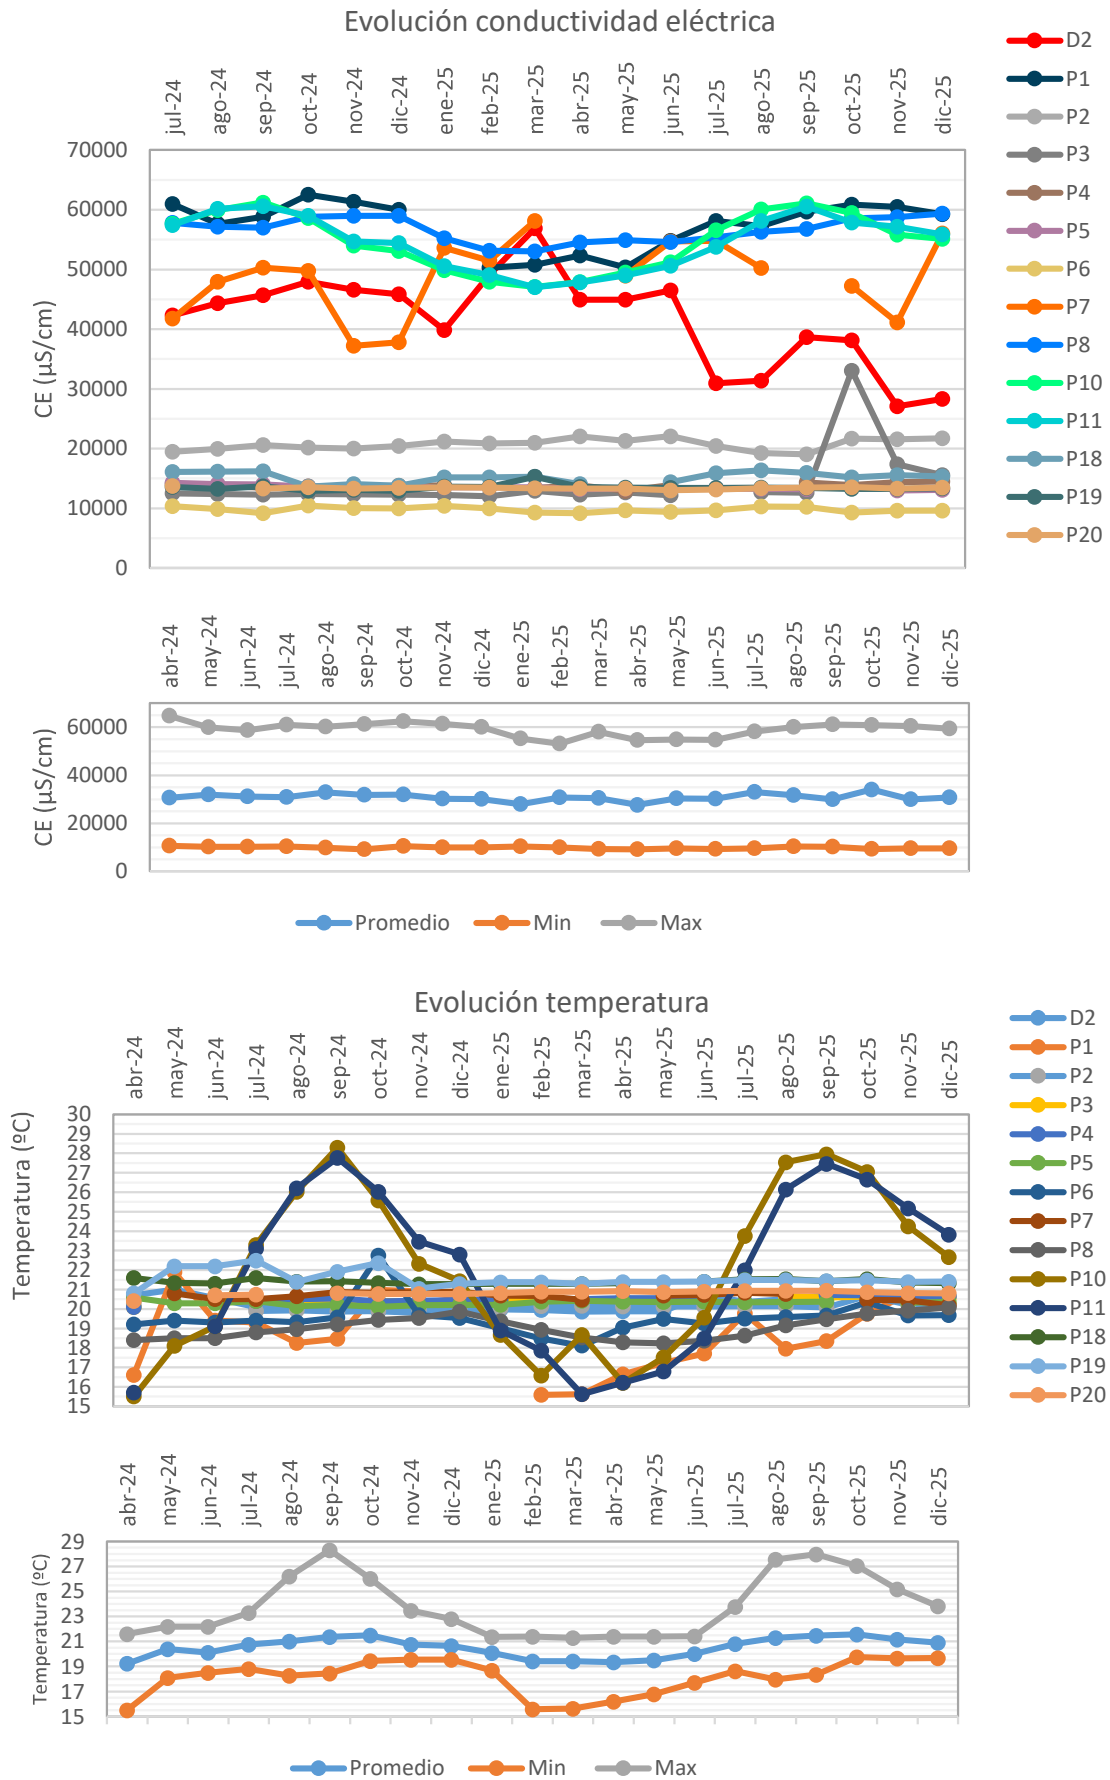 Evolución conductividad eléctrica
jul-24 ago-24 sep-24 oct-24 nov-24 dic-24 ene-25 feb-25 mar-25 abr-25 may-25 jun-25 jul-25 ago-25 sep-25 oct-25 nov-25 dic-25
70000
60000
50000
40000
30000
20000
10000
0
CE (µS/cm)
D2
P1
P2
P3
P4
P5
P6
P7
P8
P10
P11
P18
P19
P20
abr-24 may-24 jun-24 jul-24 ago-24 sep-24 oct-24 nov-24 dic-24 ene-25 feb-25 mar-25 abr-25 may-25 jun-25 jul-25 ago-25 sep-25 oct-25 nov-25 dic-25
60000
40000
20000
0
CE (µS/cm)
Promedio Min Max
Evolución temperatura
abr-24 may-24 jun-24 jul-24 ago-24 sep-24 oct-24 nov-24 dic-24 ene-25 feb-25 mar-25 abr-25 may-25 jun-25 jul-25 ago-25 sep-25 oct-25 nov-25 dic-25
30
29
28
27
26
25
24
23
22
21
20
19
18
17
16
15
Temperatura (ºC)
D2
P1
P2
P3
P4
P5
P6
P7
P8
P10
P11
P18
P19
P20
abr-24 may-24 jun-24 jul-24 ago-24 sep-24 oct-24 nov-24 dic-24 ene-25 feb-25 mar-25 abr-25 may-25 jun-25 jul-25 ago-25 sep-25 oct-25 nov-25 dic-25
29
27
25
23
21
19
17
15
Temperatura (ºC)
Promedio Min Max